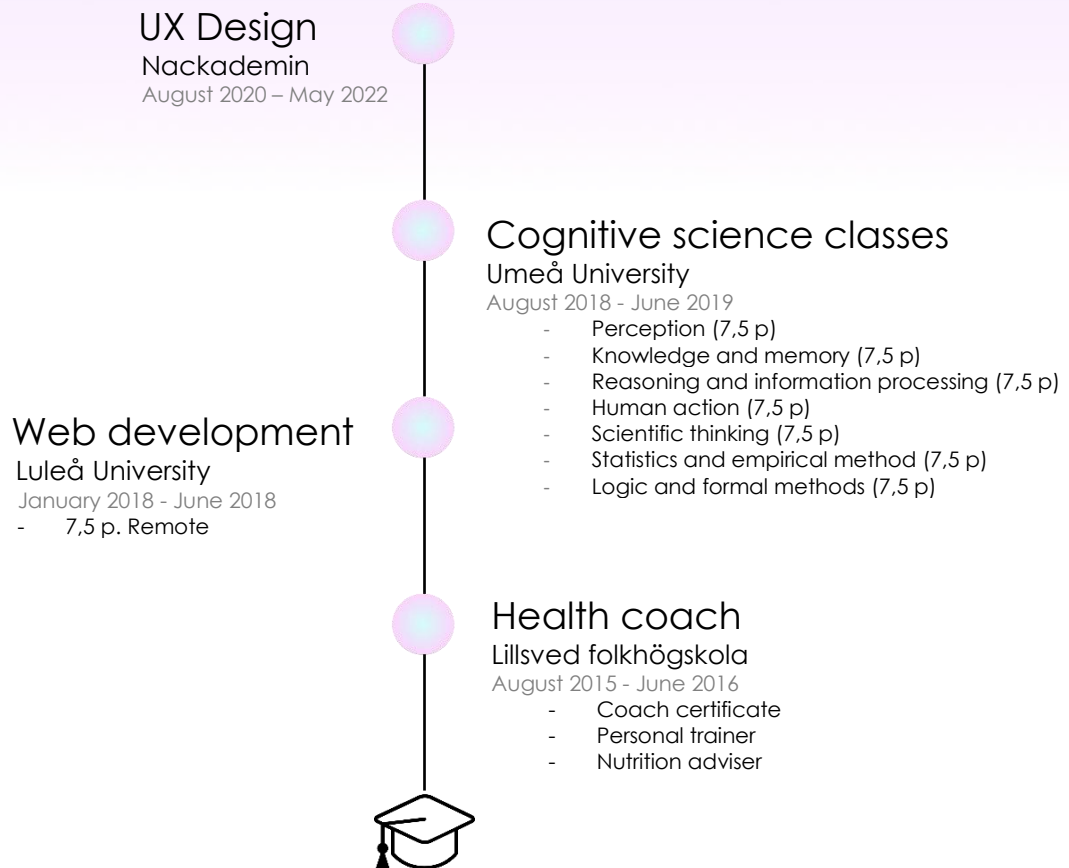 UX Design
Nackademin
August 2020 – May 2022
Cognitive science classes
Umeå University
August 2018 - June 2019
- Perception (7,5 p)
- Knowledge and memory (7,5 p)
- Reasoning and information processing (7,5 p)
- Human action (7,5 p)
- Scientific thinking (7,5 p)
- Statistics and empirical method (7,5 p)
- Logic and formal methods (7,5 p)
Web development
Luleå University
January 2018 - June 2018
- 7,5 p. Remote
Health coach
Lillsved folkhögskola
August 2015 - June 2016
- Coach certificate
- Personal trainer
- Nutrition adviser